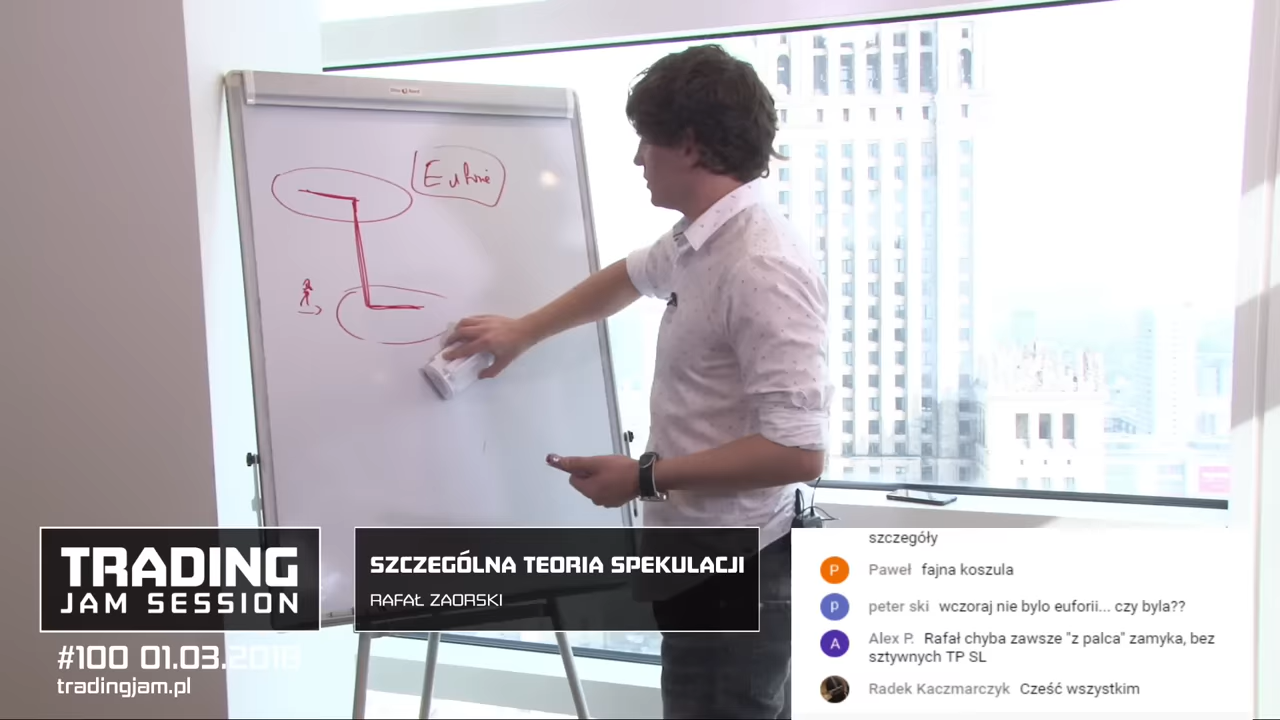 TRADING
JAM SESSION
#100 01.03.2018
tradingjam.pl
SZCZEGÓLNA TEORIA SPEKULACJI
RAFAŁ ZAORSKI
szczegóły
P
Paweł fajna koszula
p
peter ski wczoraj nie bylo euforii... czy byla??
A
Alex P. Rafał chyba zawsze "z palca" zamyka, bez
sztywnych TP SL
Radek Kaczmarczyk Cześć wszystkim